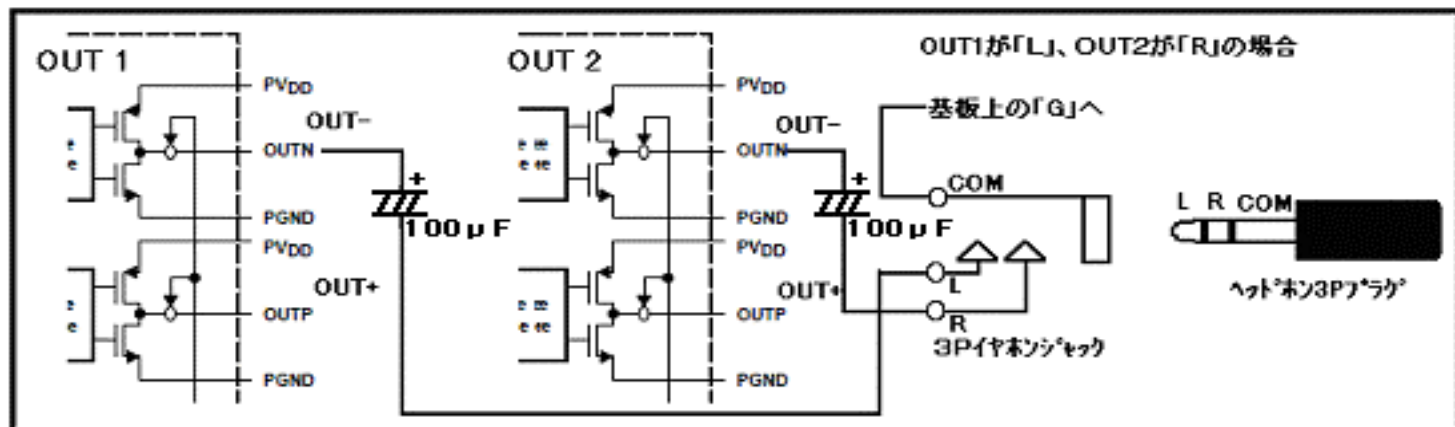 OUT 1
PVDD
OUT-
OUTN
+
100μF
PGND
PVDD
OUT+
OUTP
PGND
OUT 2
PVDD
OUT-
OUTN
+
100μF
PGND
PVDD
OUT+
OUTP
PGND
OUT1が「L」、OUT2が「R」の場合
基板上の「G」へ
COM
L
R
3Pイヤホンジャック
L R COM
ヘッドホン3Pプラグ